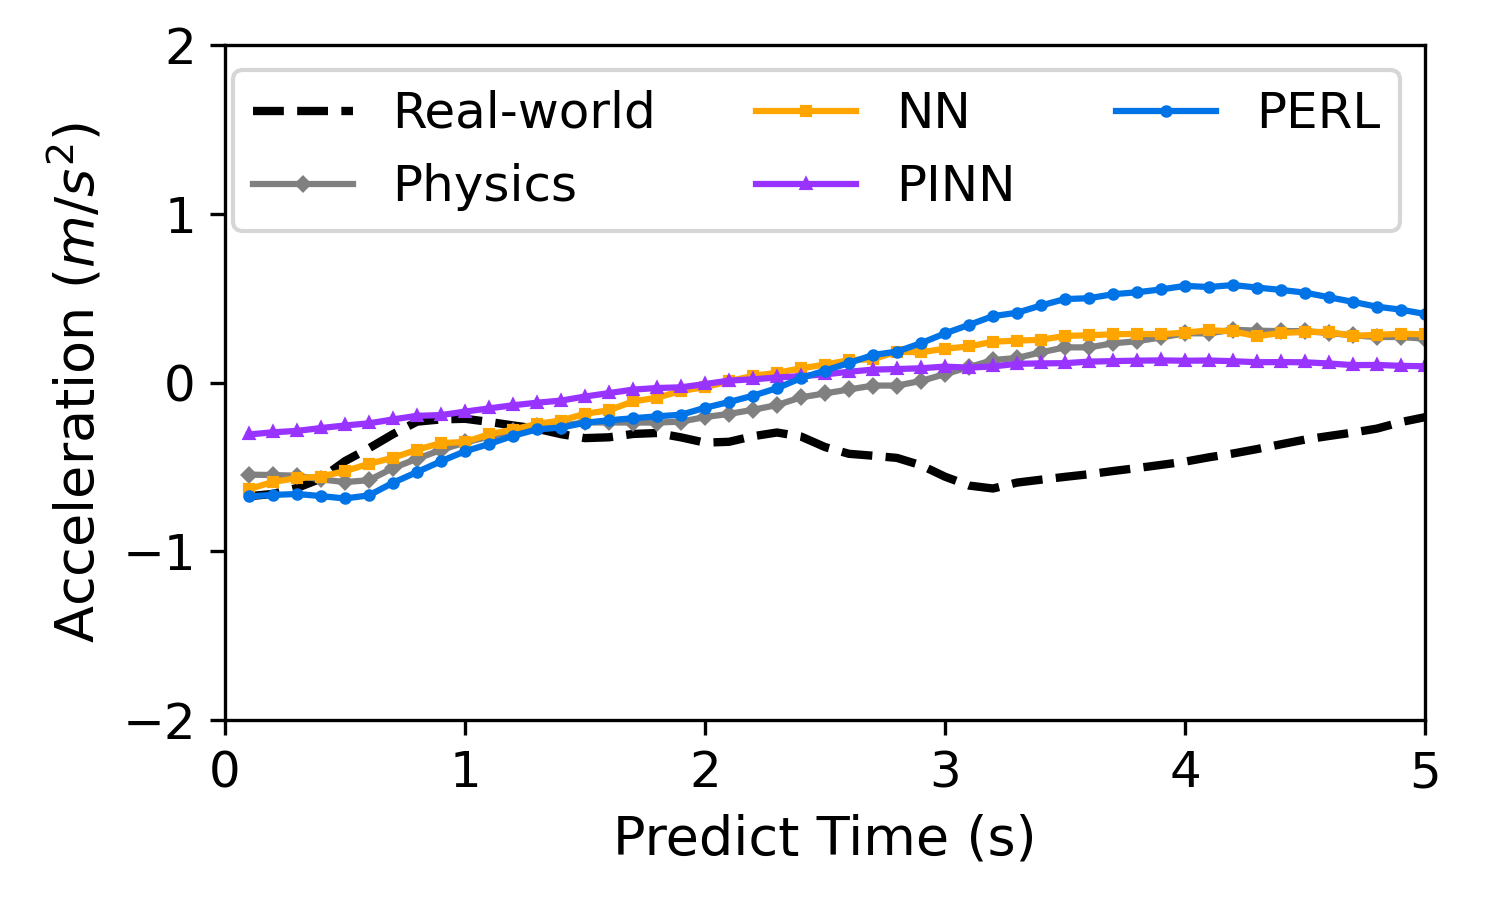 2
1
0
−1
−2
Acceleration (m/s²)
Real-world
Physics
NN
PINN
PERL
0 1 2 3 4 5
Predict Time (s)